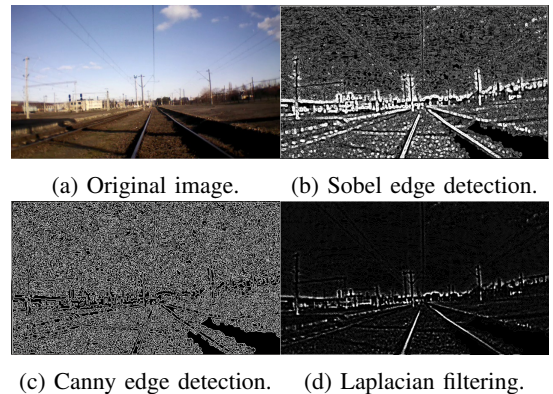 (a) Original image.
(b) Sobel edge detection.
(c) Canny edge detection.
(d) Laplacian filtering.